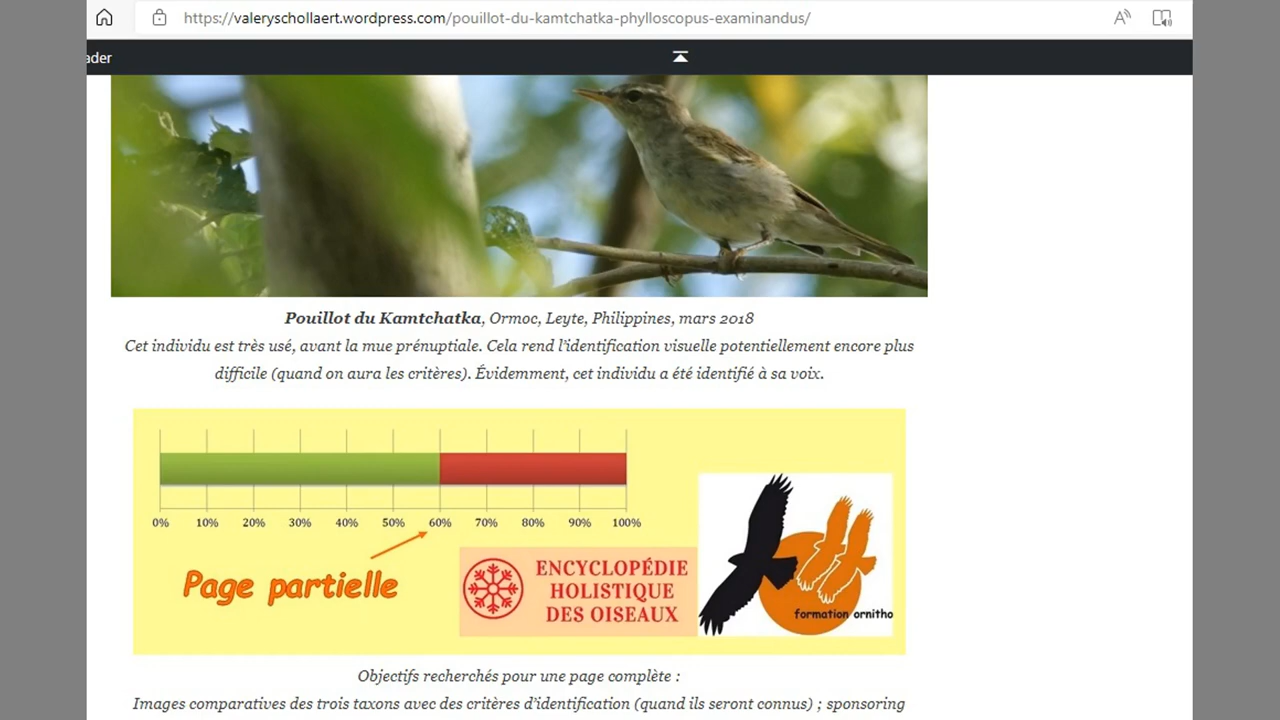 https://valeryschollaert.wordpress.com/pouillot-du-kamtchatka-phylloscopus-examinandus/
ader
Pouillot du Kamtchatka, Ormoc, Leyte, Philippines, mars 2018
Cet individu est très usé, avant la mue prénuptiale. Cela rend l'identification visuelle potentiellement encore plus
difficile (quand on aura les critères). Évidemment, cet individu a été identifié à sa voix.
0% 10% 20% 30% 40% 50% 60% 70% 80% 90% 100%
Page partielle
ENCYCLOPÉDIE
HOLISTIQUE
DES OISEAUX
formation ornitho
Objectifs recherchés pour une page complète :
Images comparatives des trois taxons avec des critères d'identification (quand ils seront connus) ; sponsoring